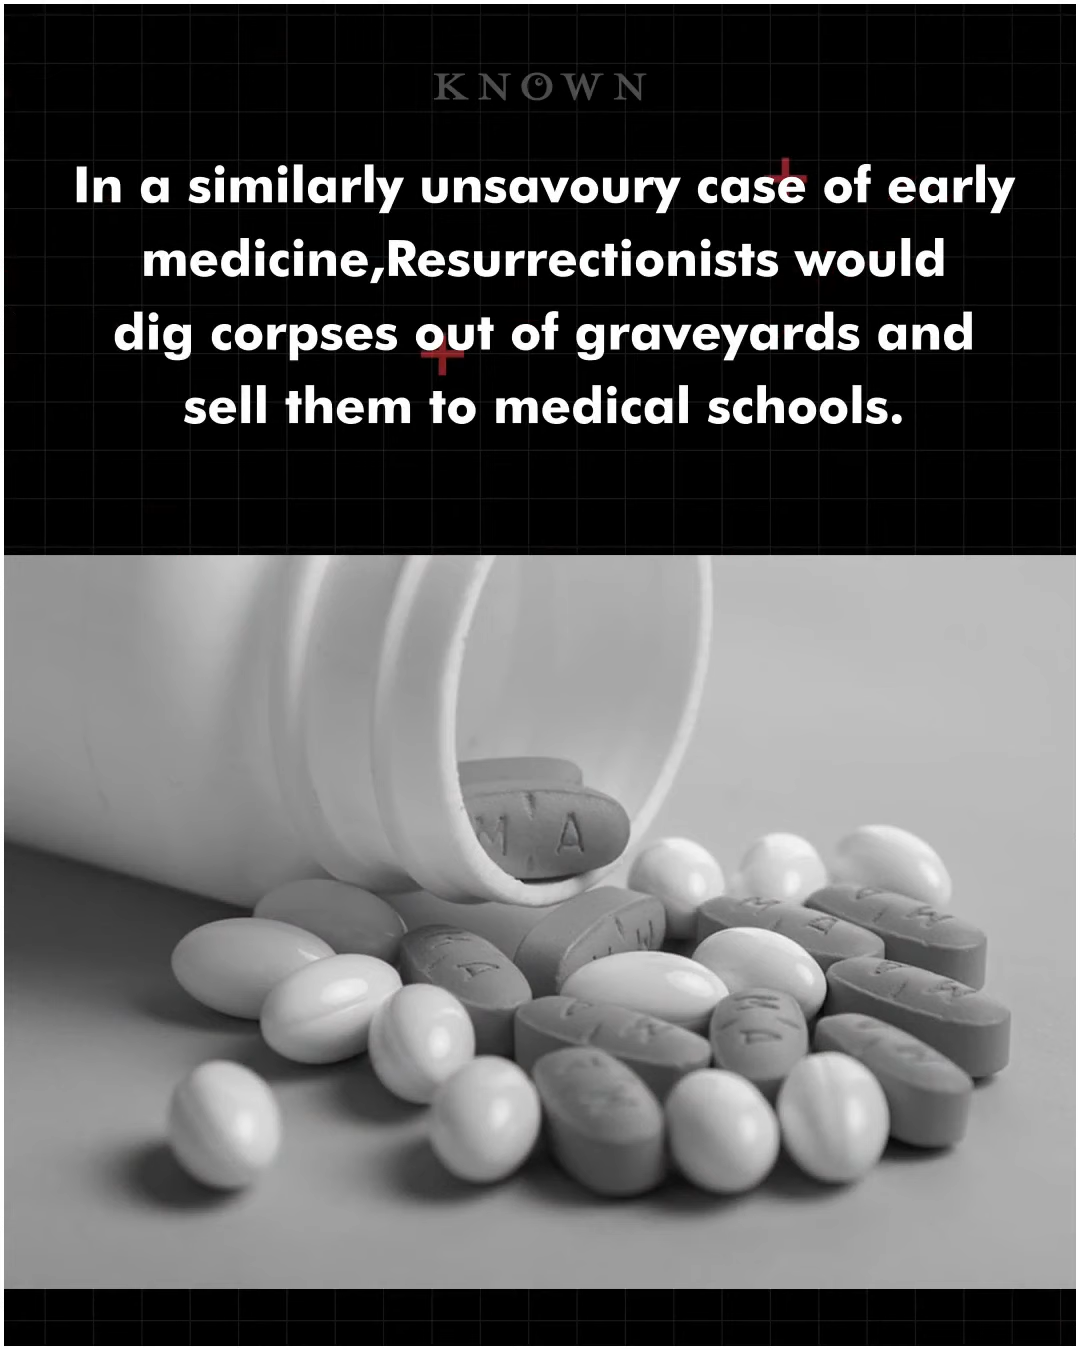 KNOWN
In a similarly unsavoury case of early
medicine,Resurrectionists would
dig corpses out of graveyards and
sell them to medical schools.
M A